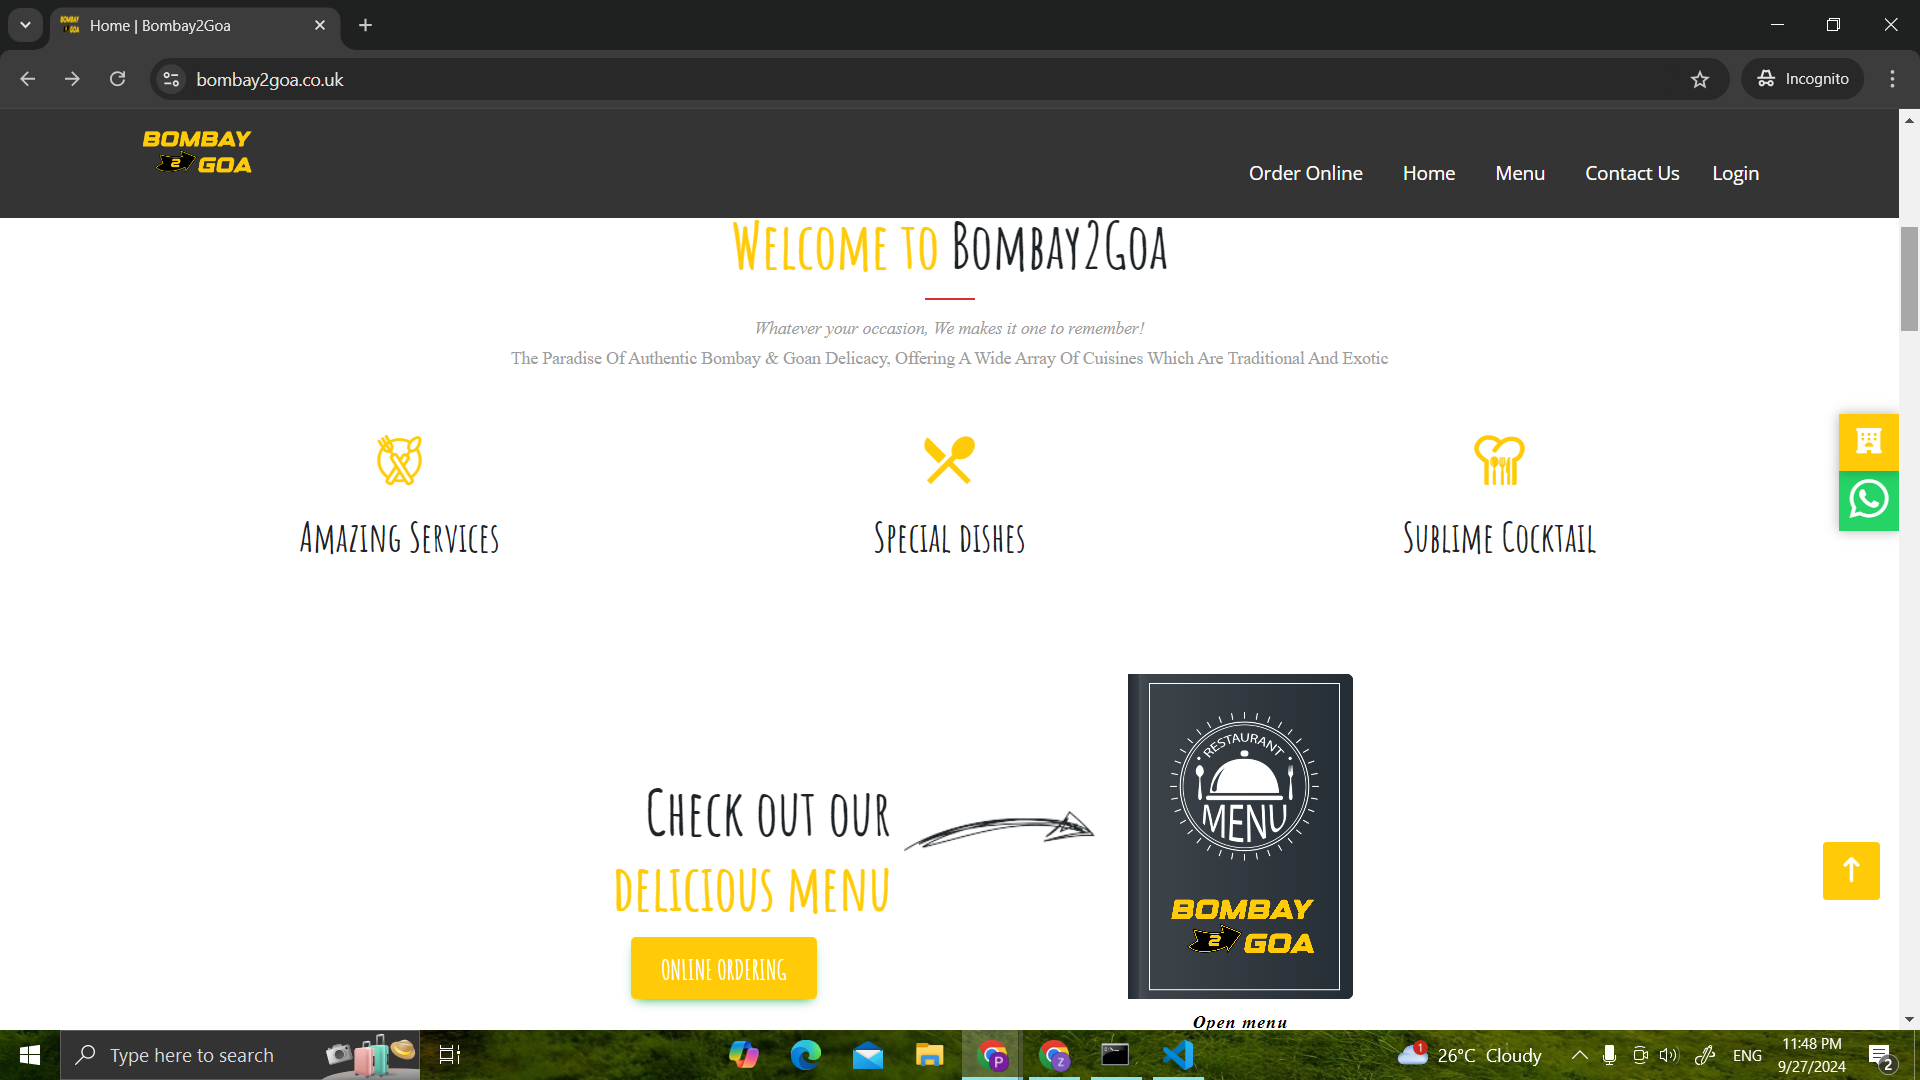 Home | Bombay2Goa
bombay2goa.co.uk
Incognito
BOMBAY
2 GOA
Order Online
Home
Menu
Contact Us
Login
Welcome to Bombay2Goa
Whatever your occasion, We makes it one to remember!
The Paradise Of Authentic Bombay & Goan Delicacy, Offering A Wide Array Of Cuisines Which Are Traditional And Exotic
Amazing Services
Special dishes
Sublime Cocktail
Check out our
delicious menu
ONLINE ORDERING
RESTAURANT
MENU
BOMBAY
2 GOA
Open menu
Type here to search
1
26°C Cloudy
ENG
11:48 PM
9/27/2024
2